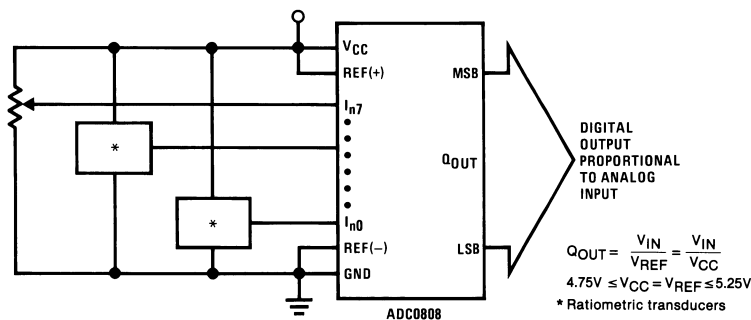 VCC
REF(+)
MSB
In7
*
DIGITAL
OUTPUT
PROPORTIONAL
TO ANALOG
INPUT
QOUT
*
In0
REF(−)
LSB
GND
ADC0808
QOUT = VIN/VREF = VIN/VCC
4.75V ≤ VCC = VREF ≤ 5.25V
* Ratiometric transducers